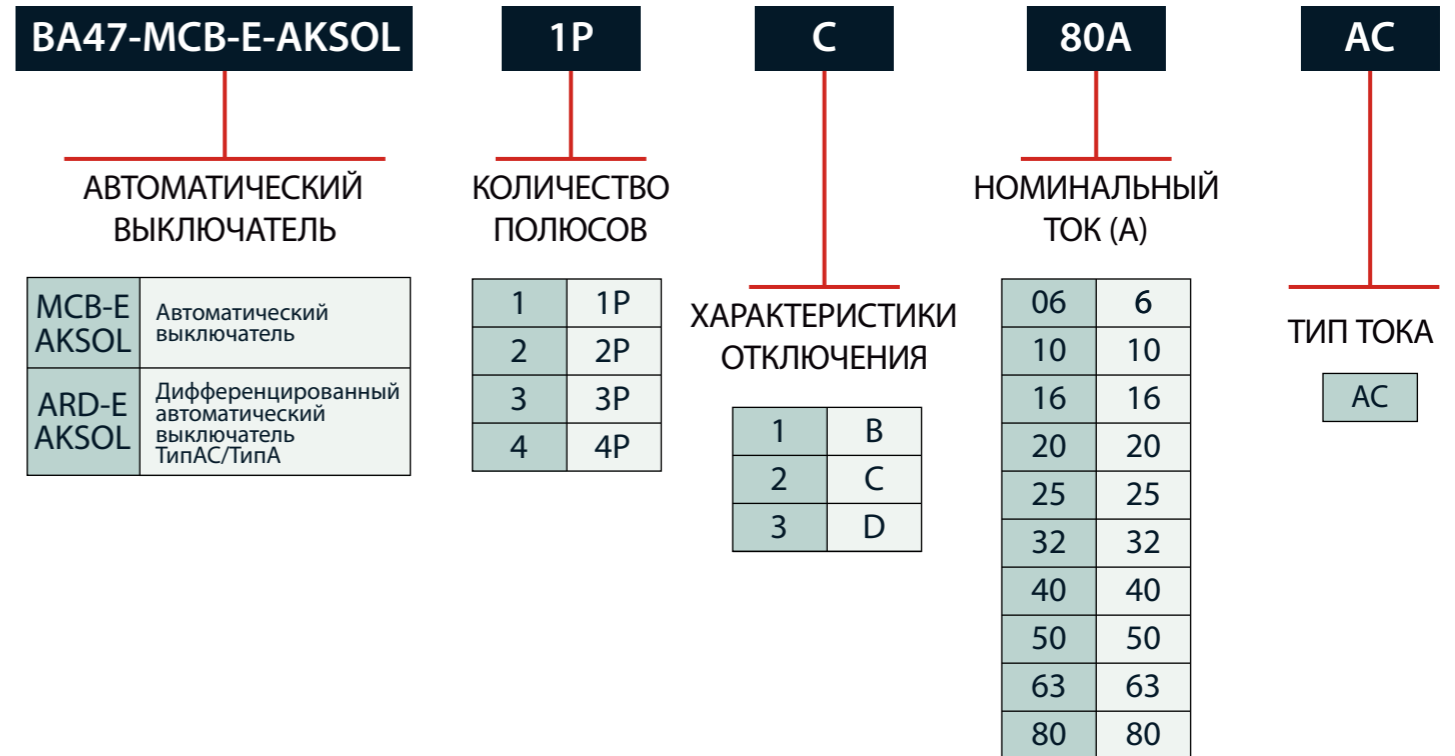 BA47-MCB-E-AKSOL
1P
C
80A
AC
АВТОМАТИЧЕСКИЙ
ВЫКЛЮЧАТЕЛЬ
MCB-E
AKSOL
Автоматический
выключатель
ARD-E
AKSOL
Дифференцированный
автоматический
выключатель
ТипАС/ТипА
КОЛИЧЕСТВО
ПОЛЮСОВ
1 1P
2 2P
3 3P
4 4P
ХАРАКТЕРИСТИКИ
ОТКЛЮЧЕНИЯ
1 B
2 C
3 D
НОМИНАЛЬНЫЙ
ТОК (А)
06 6
10 10
16 16
20 20
25 25
32 32
40 40
50 50
63 63
80 80
ТИП ТОКА
AC